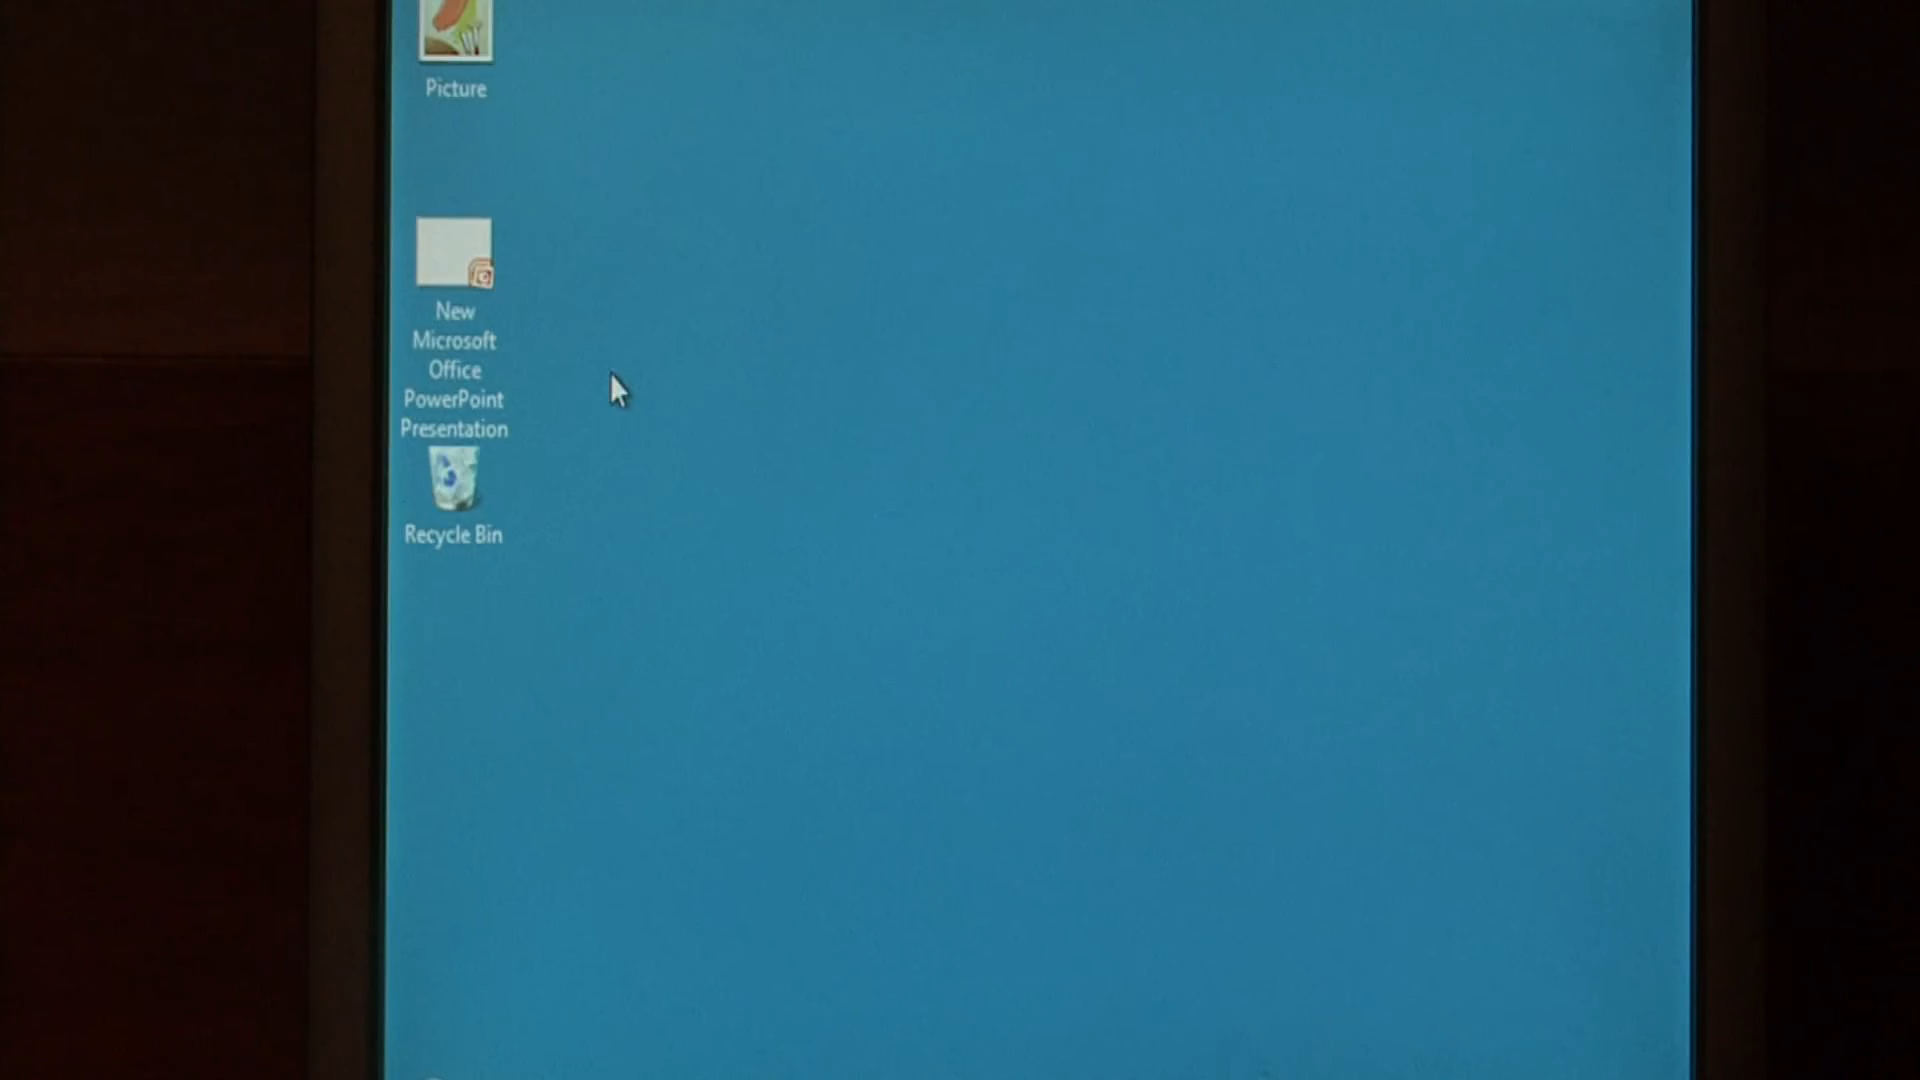 Picture
New
Microsoft
Office
PowerPoint
Presentation
Recycle Bin